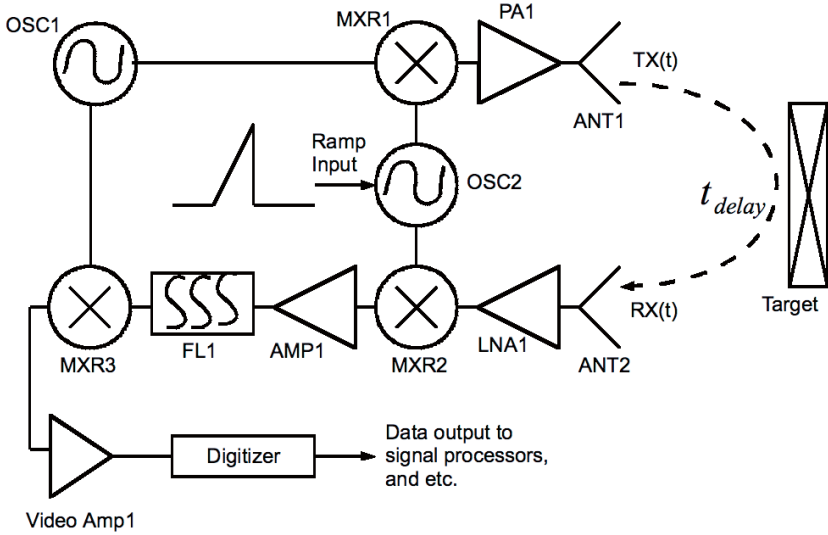 OSC1
MXR1
PA1
TX(t)
ANT1
Ramp
Input
OSC2
t delay
MXR3
FL1
AMP1
MXR2
LNA1
ANT2
RX(t)
Target
Video Amp1
Digitizer
Data output to
signal processors,
and etc.